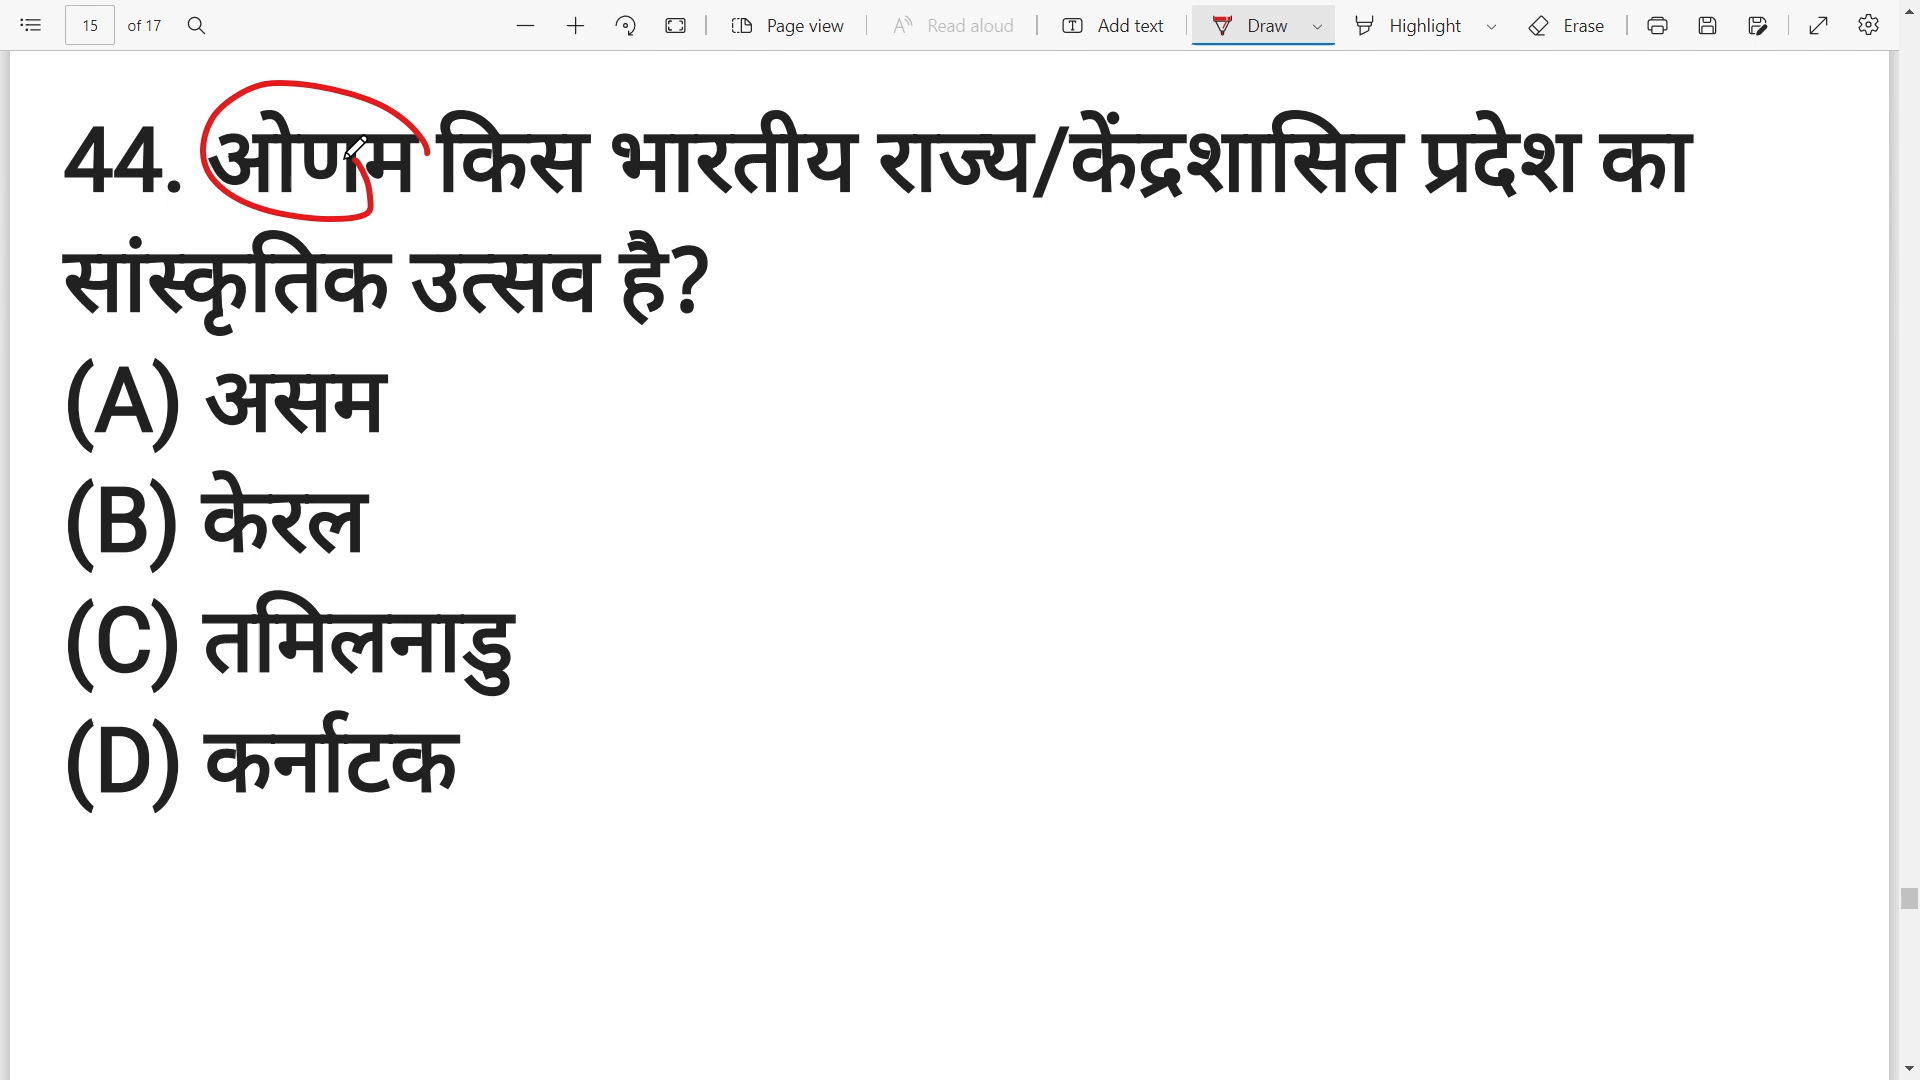 15 of 17 Page view Read aloud Add text Draw Highlight Erase
44. ओणम किस भारतीय राज्य/केंद्रशासित प्रदेश का
सांस्कृतिक उत्सव है?
(A) असम
(B) केरल
(C) तमिलनाडु
(D) कर्नाटक